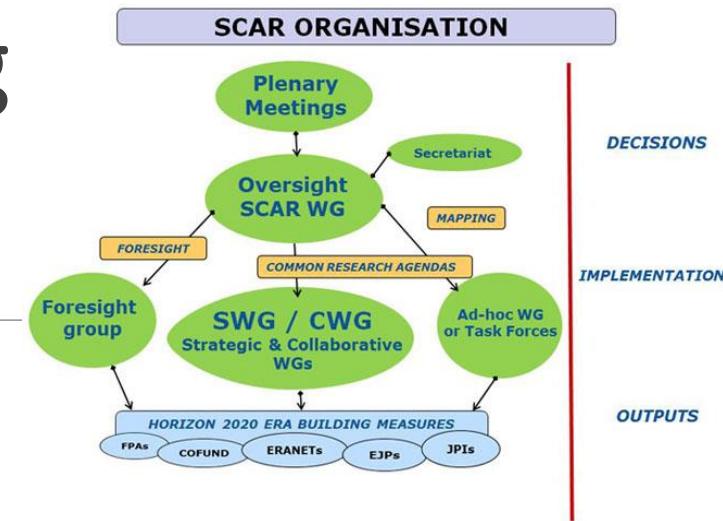 SCAR ORGANISATION
g
Plenary
Meetings
DECISIONS
Secretariat
Oversight
SCAR WG
MAPPING
FORESIGHT
COMMON RESEARCH AGENDAS
IMPLEMENTATION
Foresight
group
SWG / CWG
Strategic & Collaborative
WGs
Ad-hoc WG
or Task Forces
HORIZON 2020 ERA BUILDING MEASURES
OUTPUTS
FPAs
COFUND
ERANETs
EJPs
JPIs